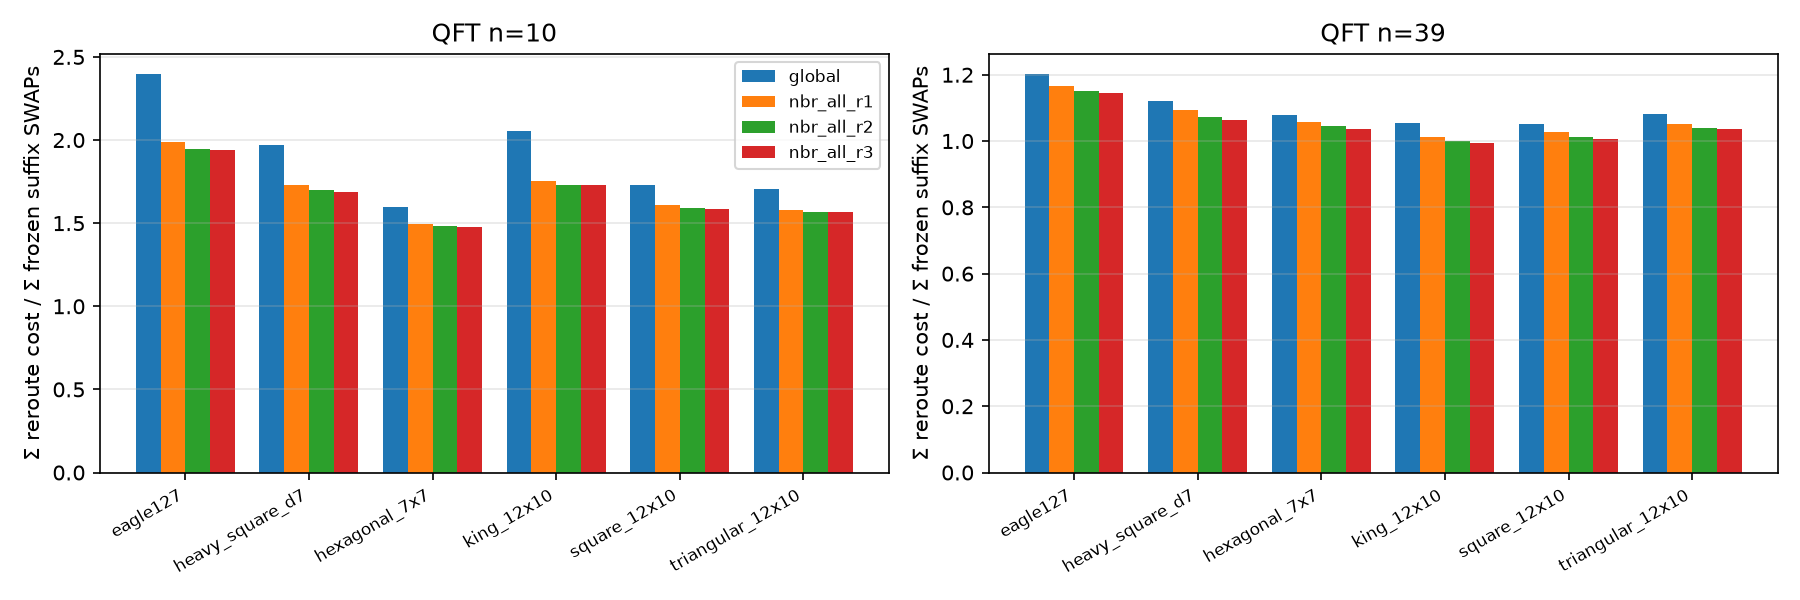 QFT n=10
Σ reroute cost / Σ frozen suffix SWAPs
2.5
2.0
1.5
1.0
0.5
0.0
global
nbr_all_r1
nbr_all_r2
nbr_all_r3
eagle127
heavy_square_d7
hexagonal_7x7
king_12x10
square_12x10
triangular_12x10
QFT n=39
Σ reroute cost / Σ frozen suffix SWAPs
1.2
1.0
0.8
0.6
0.4
0.2
0.0
eagle127
heavy_square_d7
hexagonal_7x7
king_12x10
square_12x10
triangular_12x10